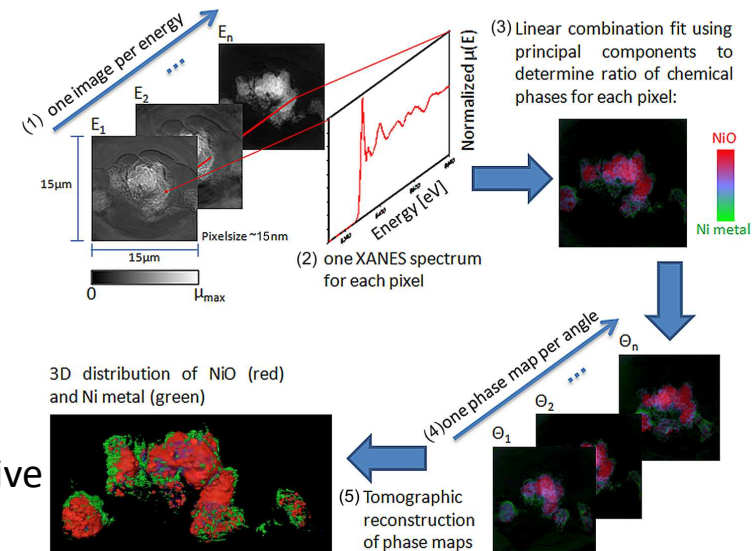 (1) one image per energy
E1
E2
En
15µm
15µm
Pixelsize ~15nm
0
µmax
Normalized µ(E)
Energy [eV]
(2) one XANES spectrum
for each pixel
(3) Linear combination fit using
principal components to
determine ratio of chemical
phases for each pixel:
NiO
Ni metal
(4)one phase map per angle
Θ1
Θ2
Θn
(5) Tomographic
reconstruction
of phase maps
3D distribution of NiO (red)
and Ni metal (green)
ive